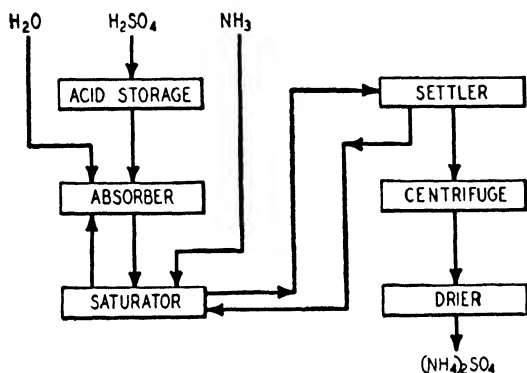 H₂O H₂SO₄ NH₃
ACID STORAGE
ABSORBER
SATURATOR
SETTLER
CENTRIFUGE
DRIER
(NH₄)₂SO₄